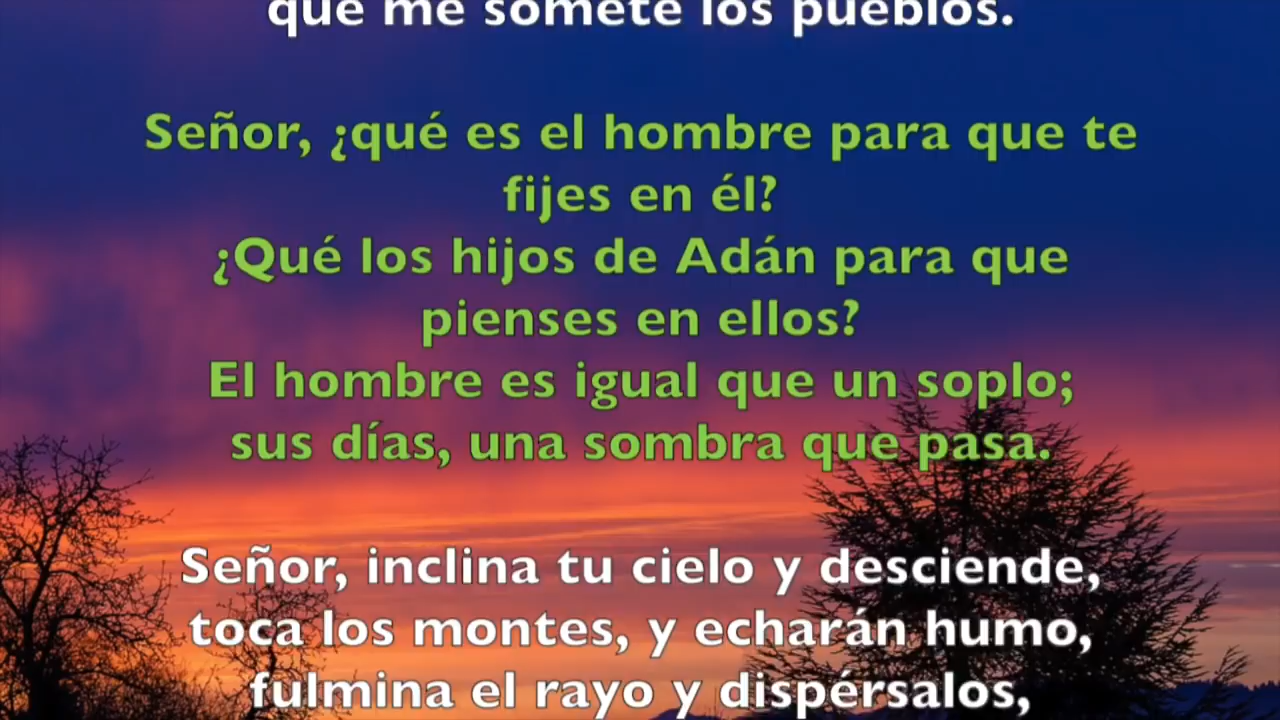 que me somete los pueblos.
Señor, ¿qué es el hombre para que te
fijes en él?
¿Qué los hijos de Adán para que
pienses en ellos?
El hombre es igual que un soplo;
sus días, una sombra que pasa.
Señor, inclina tu cielo y desciende,
toca los montes, y echarán humo,
fulmina el rayo y dispérsalos,